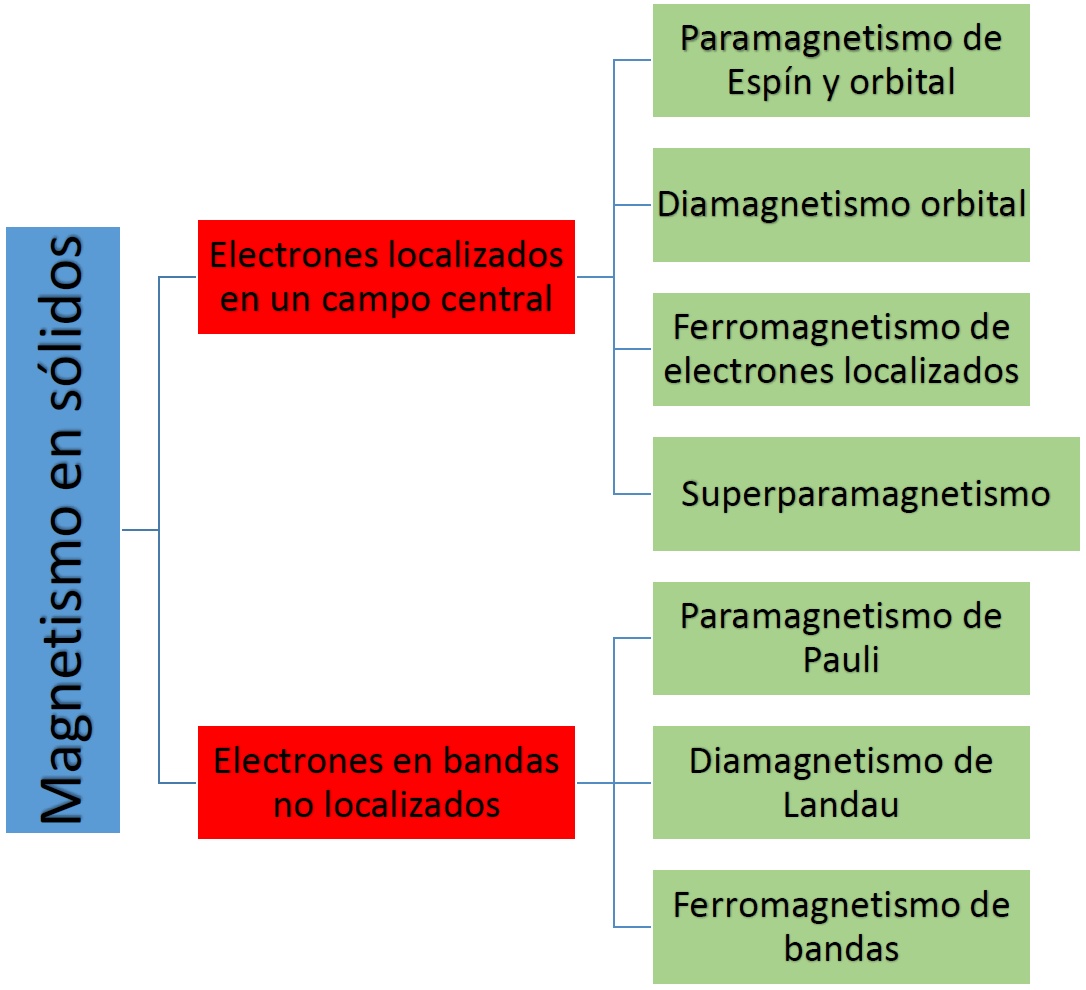 Magnetismo en sólidos
Electrones localizados
en un campo central
Paramagnetismo de
Espín y orbital
Diamagnetismo orbital
Ferromagnetismo de
electrones localizados
Superparamagnetismo
Electrones en bandas
no localizados
Paramagnetismo de
Pauli
Diamagnetismo de
Landau
Ferromagnetismo de
bandas